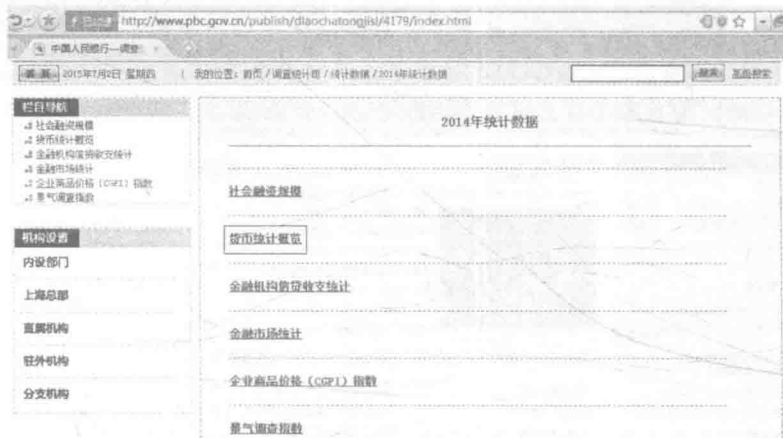 http://www.pbc.gov.cn/publish/diaochatongjisi/4179/index.html
中国人民银行—调查
首页 2015年7月2日 星期四 | 我的位置：首页 / 调查统计司 / 统计数据 / 2014年统计数据 搜索 高级搜索
栏目导航
社会融资规模
货币统计概览
金融机构信贷收支统计
金融市场统计
企业商品价格（CGPI）指数
景气调查指数
机构设置
内设部门
上海总部
直属机构
驻外机构
分支机构
2014年统计数据
社会融资规模
货币统计概览
金融机构信贷收支统计
金融市场统计
企业商品价格（CGPI）指数
景气调查指数